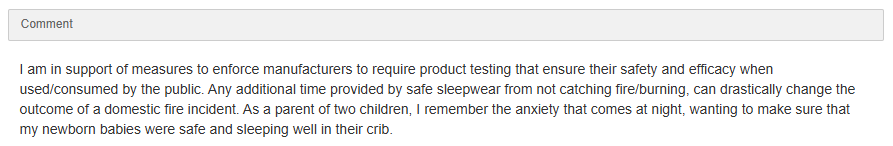 Comment
I am in support of measures to enforce manufacturers to require product testing that ensure their safety and efficacy when
used/consumed by the public. Any additional time provided by safe sleepwear from not catching fire/burning, can drastically change the
outcome of a domestic fire incident. As a parent of two children, I remember the anxiety that comes at night, wanting to make sure that
my newborn babies were safe and sleeping well in their crib.